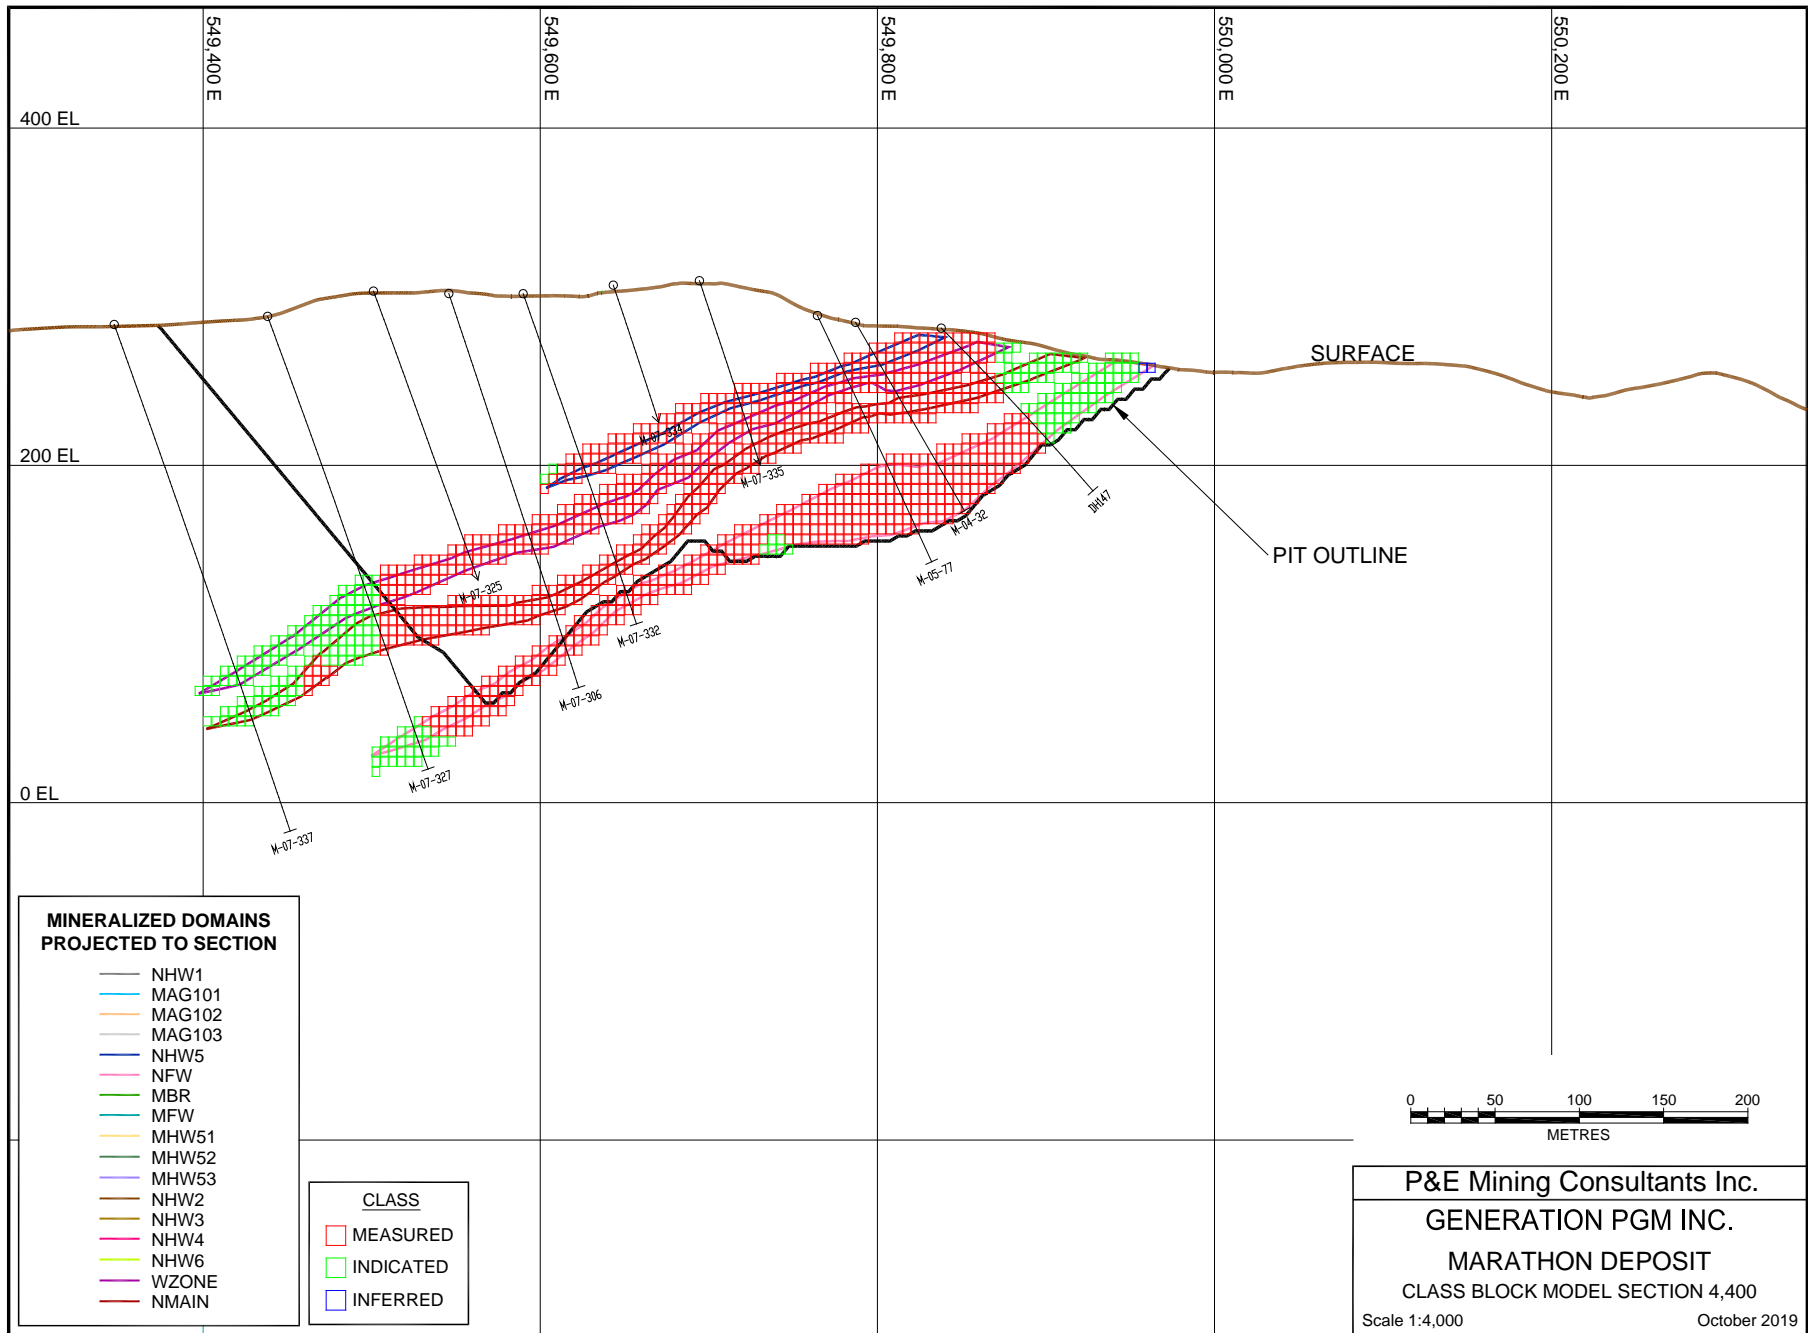 549,400 E
549,600 E
549,800 E
550,000 E
550,200 E
400 EL
200 EL
0 EL
SURFACE
PIT OUTLINE
M-07-334
M-07-335
DH147
M-04-32
M-05-77
M-07-325
M-07-332
M-07-306
M-07-327
M-07-337
MINERALIZED DOMAINS
PROJECTED TO SECTION
NHW1
MAG101
MAG102
MAG103
NHW5
NFW
MBR
MFW
MHW51
MHW52
MHW53
NHW2
NHW3
NHW4
NHW6
WZONE
NMAIN
CLASS
MEASURED
INDICATED
INFERRED
0 50 100 150 200
METRES
P&E Mining Consultants Inc.
GENERATION PGM INC.
MARATHON DEPOSIT
CLASS BLOCK MODEL SECTION 4,400
Scale 1:4,000 October 2019